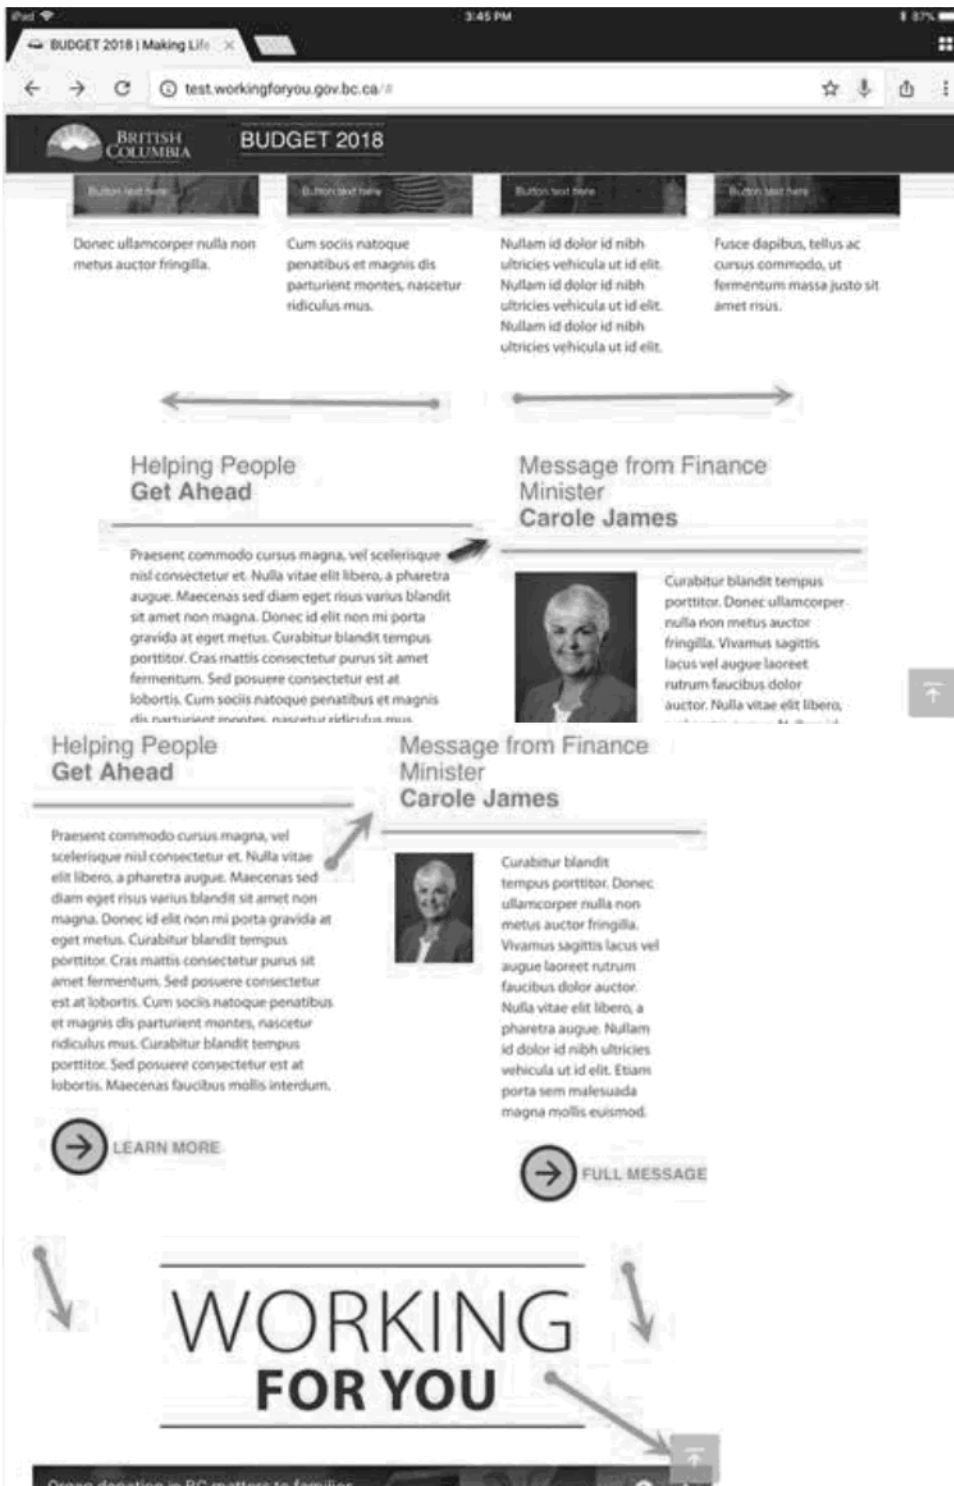 iPad
3:45 PM
87%
BUDGET 2018 | Making Life
test.workingforyou.gov.bc.ca/#
BRITISH
COLUMBIA
BUDGET 2018
Button text here
Button text here
Button text here
Button text here
Donec ullamcorper nulla non
metus auctor fringilla.
Cum sociis natoque
penatibus et magnis dis
parturient montes, nascetur
ridiculus mus.
Nullam id dolor id nibh
ultricies vehicula ut id elit.
Nullam id dolor id nibh
ultricies vehicula ut id elit.
Nullam id dolor id nibh
ultricies vehicula ut id elit.
Fusce dapibus, tellus ac
cursus commodo, ut
fermentum massa justo sit
amet risus.
Helping People
Get Ahead
Praesent commodo cursus magna, vel scelerisque
nisl consectetur et. Nulla vitae elit libero, a pharetra
augue. Maecenas sed diam eget risus varius blandit
sit amet non magna. Donec id elit non mi porta
gravida at eget metus. Curabitur blandit tempus
porttitor. Cras mattis consectetur purus sit amet
fermentum. Sed posuere consectetur est at
lobortis. Cum sociis natoque penatibus et magnis
dis parturient montes, nascetur ridiculus mus.
Message from Finance
Minister
Carole James
Curabitur blandit tempus
porttitor. Donec ullamcorper
nulla non metus auctor
fringilla. Vivamus sagittis
lacus vel augue laoreet
rutrum faucibus dolor
auctor. Nulla vitae elit libero,
Helping People
Get Ahead
Praesent commodo cursus magna, vel
scelerisque nisl consectetur et. Nulla vitae
elit libero, a pharetra augue. Maecenas sed
diam eget risus varius blandit sit amet non
magna. Donec id elit non mi porta gravida at
eget metus. Curabitur blandit tempus
porttitor. Cras mattis consectetur purus sit
amet fermentum. Sed posuere consectetur
est at lobortis. Cum sociis natoque penatibus
et magnis dis parturient montes, nascetur
ridiculus mus. Curabitur blandit tempus
porttitor. Sed posuere consectetur est at
lobortis. Maecenas faucibus mollis interdum.
LEARN MORE
Message from Finance
Minister
Carole James
Curabitur blandit
tempus porttitor. Donec
ullamcorper nulla non
metus auctor fringilla.
Vivamus sagittis lacus vel
augue laoreet rutrum
faucibus dolor auctor.
Nulla vitae elit libero, a
pharetra augue. Nullam
id dolor id nibh ultricies
vehicula ut id elit. Etiam
porta sem malesuada
magna mollis euismod.
FULL MESSAGE
WORKING
FOR YOU
Organ donation in BC matters to families